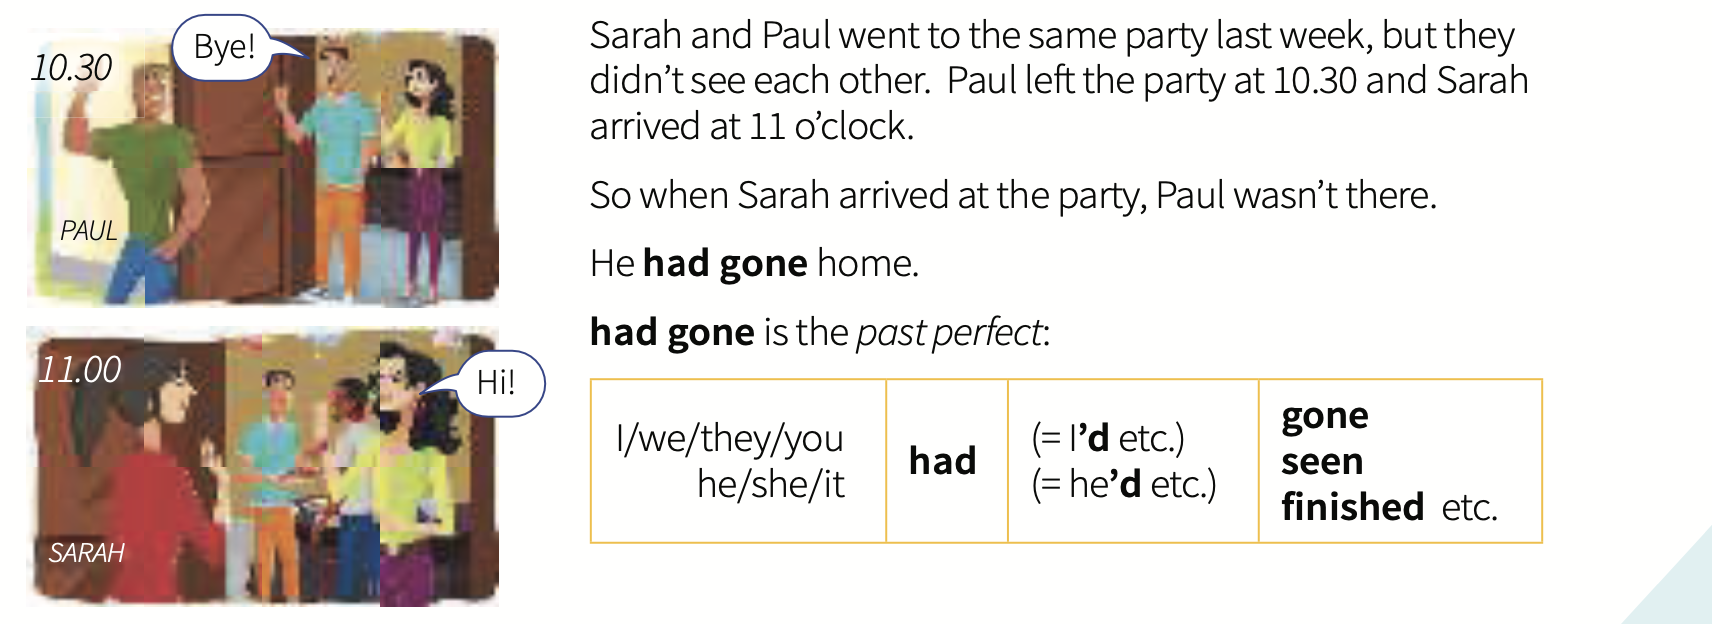 10.30
Bye!
PAUL
11.00
Hi!
SARAH
Sarah and Paul went to the same party last week, but they
didn't see each other. Paul left the party at 10.30 and Sarah
arrived at 11 o'clock.
So when Sarah arrived at the party, Paul wasn't there.
He had gone home.
had gone is the past perfect:
I/we/they/you
he/she/it
had
(= I'd etc.)
(= he'd etc.)
gone
seen
finished etc.